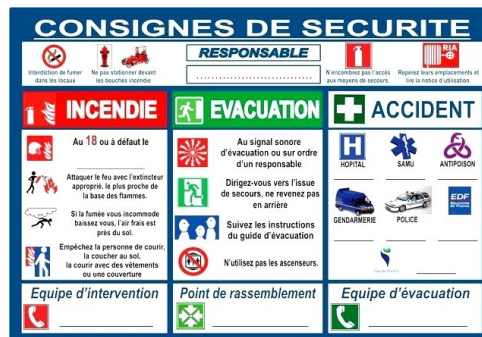 CONSIGNES DE SECURITE
Interdiction de fumer
dans les locaux
Ne pas stationner devant
les bouches incendie
RESPONSABLE
N'encombrez pas l'accès
aux moyens de secours.
RIA
Repérez leurs emplacements et
lire la notice d'utilisation.
INCENDIE
Au 18 ou à défaut le
Attaquer le feu avec l'extincteur
approprié, le plus proche de
la base des flammes.
Si la fumée vous incommode
baissez vous, l'air frais est
près du sol.
Empêchez la personne de courir,
la coucher au sol,
la courir avec des vêtements
ou une couverture
Equipe d'intervention
EVACUATION
Au signal sonore
d'évacuation ou sur ordre
d'un responsable
Dirigez-vous vers l'issue
de secours, ne revenez pas
en arrière
Suivez les instructions
du guide d'évacuation
N'utilisez pas les ascenseurs.
Point de rassemblement
ACCIDENT
H
HOPITAL
SAMU
ANTIPOISON
GENDARMERIE
POLICE
EDF
Gaz de France
Equipe d'évacuation